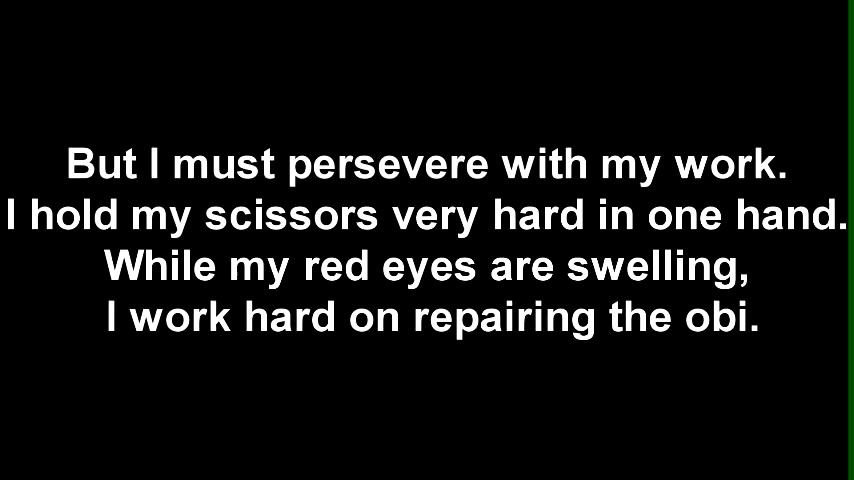 But I must persevere with my work.
I hold my scissors very hard in one hand.
While my red eyes are swelling,
I work hard on repairing the obi.